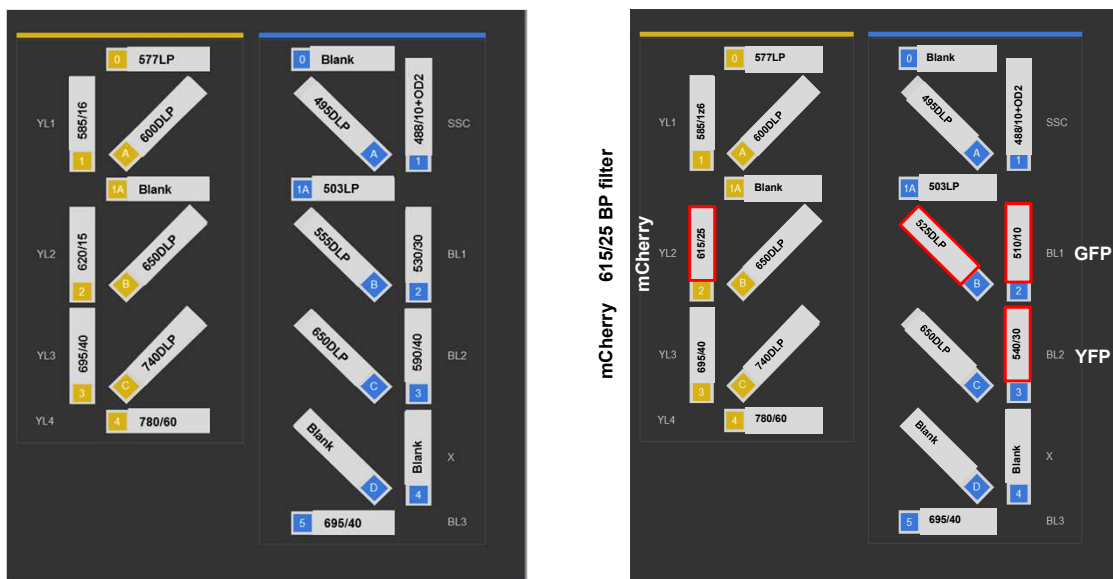 0 577LP
YL1
585/16
1
600DLP
A
1A Blank
YL2
620/15
2
650DLP
B
YL3
695/40
3
740DLP
C
YL4
4 780/60
0 Blank
495DLP
A
488/10+OD2
1
SSC
1A 503LP
555DLP
B
530/30
2
BL1
650DLP
C
590/40
3
BL2
Blank
D
Blank
4
X
5 695/40
BL3
mCherry 615/25 BP filter
mCherry
0 577LP
YL1
585/1z6
1
600DLP
A
1A Blank
YL2
615/25
2
650DLP
B
YL3
695/40
3
740DLP
C
YL4
4 780/60
0 Blank
495DLP
A
488/10+OD2
1
SSC
1A 503LP
525DLP
B
510/10
2
BL1 GFP
650DLP
C
540/30
3
BL2 YFP
Blank
D
Blank
4
X
5 695/40
BL3